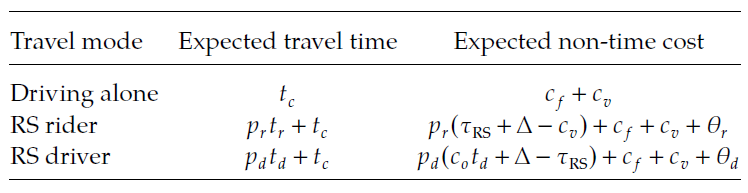 Travel mode Expected travel time Expected non-time cost
Driving alone t_c c_f + c_v
RS rider p_r t_r + t_c p_r(τ_RS + Δ − c_v) + c_f + c_v + θ_r
RS driver p_d t_d + t_c p_d(c_o t_d + Δ − τ_RS) + c_f + c_v + θ_d